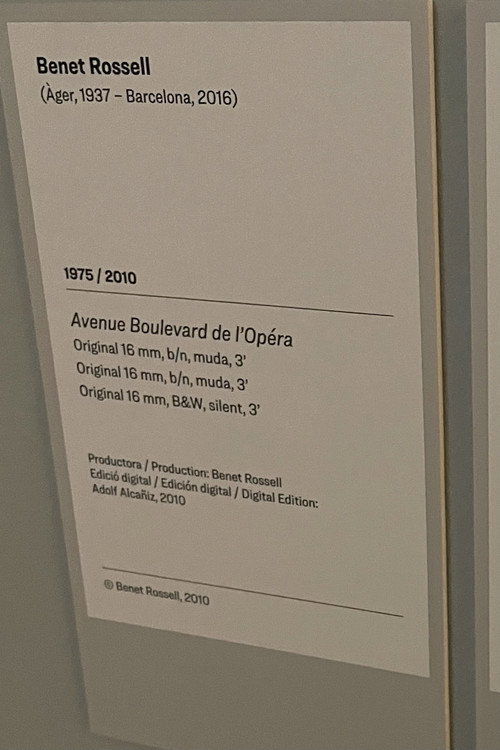 Benet Rossell
(Àger, 1937 – Barcelona, 2016)
1975 / 2010
Avenue Boulevard de l'Opéra
Original 16 mm, b/n, muda, 3'
Original 16 mm, b/n, muda, 3'
Original 16 mm, B&W, silent, 3'
Productora / Production: Benet Rossell
Edició digital / Edición digital / Digital Edition:
Adolf Alcañiz, 2010
© Benet Rossell, 2010